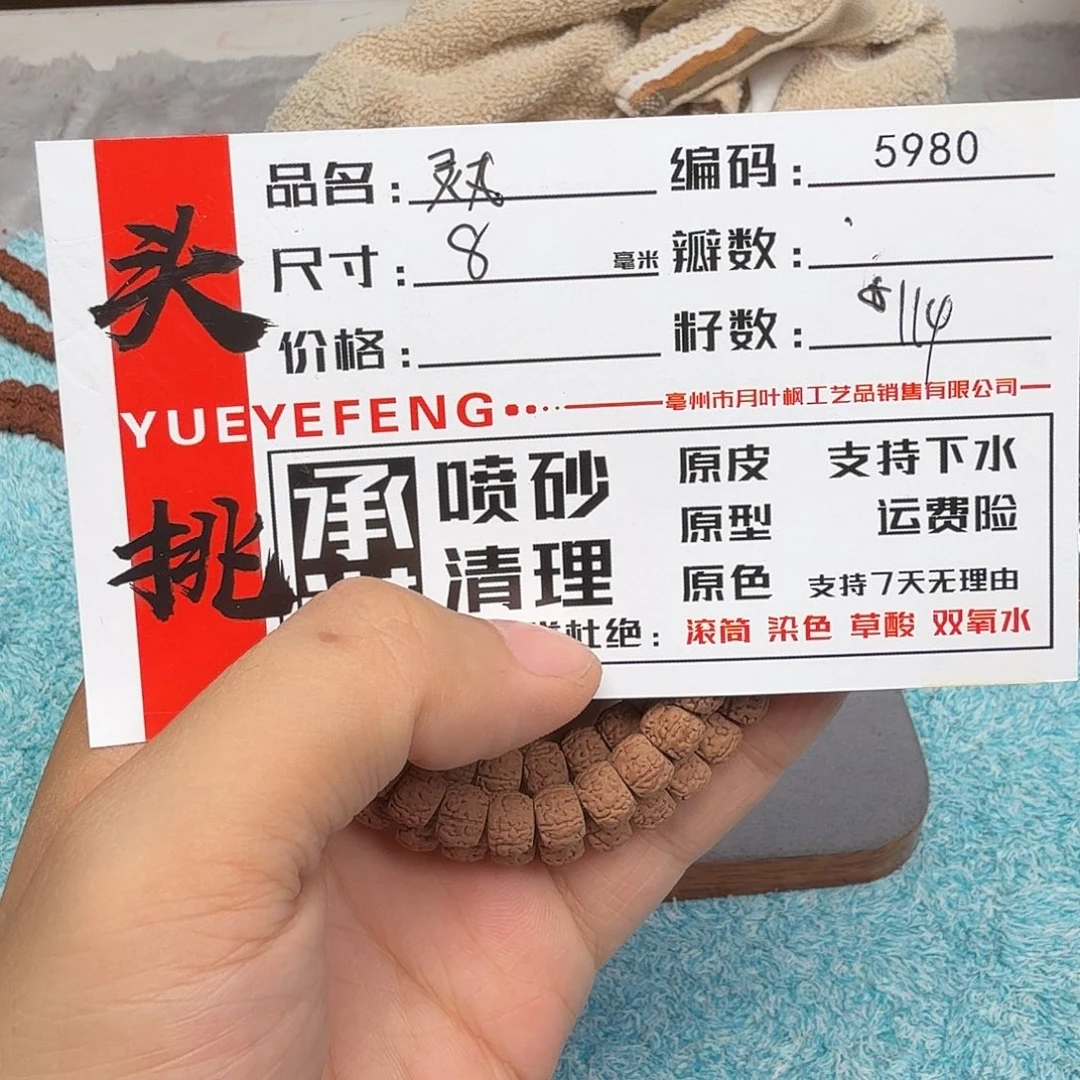 头挑
品名：双龙
编码：5980
尺寸：8毫米
瓣数：
价格：
籽数：114
YUEYEFENG
亳州市月叶枫工艺品销售有限公司
承
喷砂
清理
原皮
原型
原色
支持下水
运费险
支持7天无理由
杜绝：滚筒 染色 草酸 双氧水